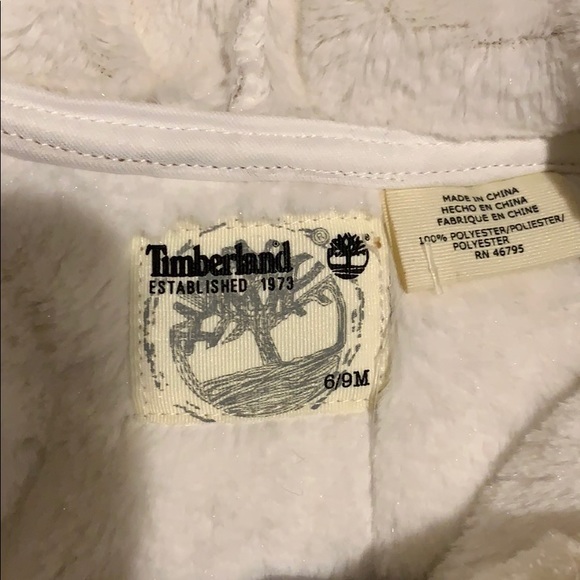 Timberland
ESTABLISHED 1973
6/9M
MADE IN CHINA
HECHO EN CHINA
FABRIQUE EN CHINE
100% POLYESTER/POLIESTER/
POLYESTER
RN 46795